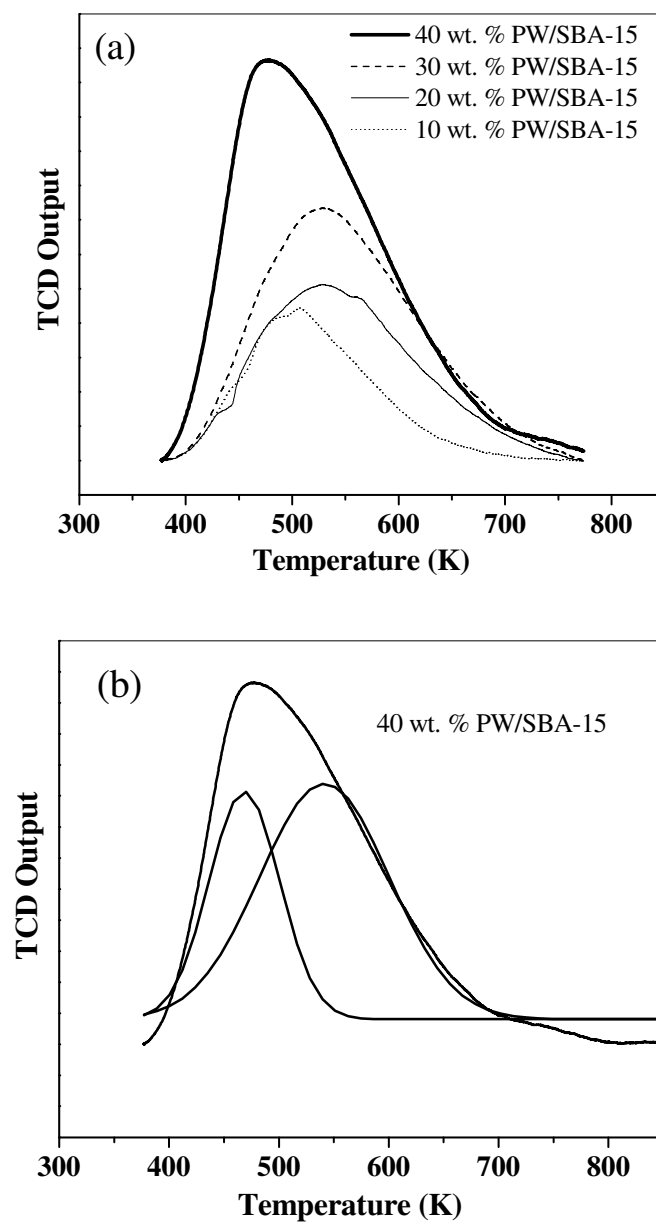 (a)
40 wt. % PW/SBA-15
30 wt. % PW/SBA-15
20 wt. % PW/SBA-15
10 wt. % PW/SBA-15
TCD Output
300 400 500 600 700 800
Temperature (K)
(b)
40 wt. % PW/SBA-15
TCD Output
300 400 500 600 700 800
Temperature (K)